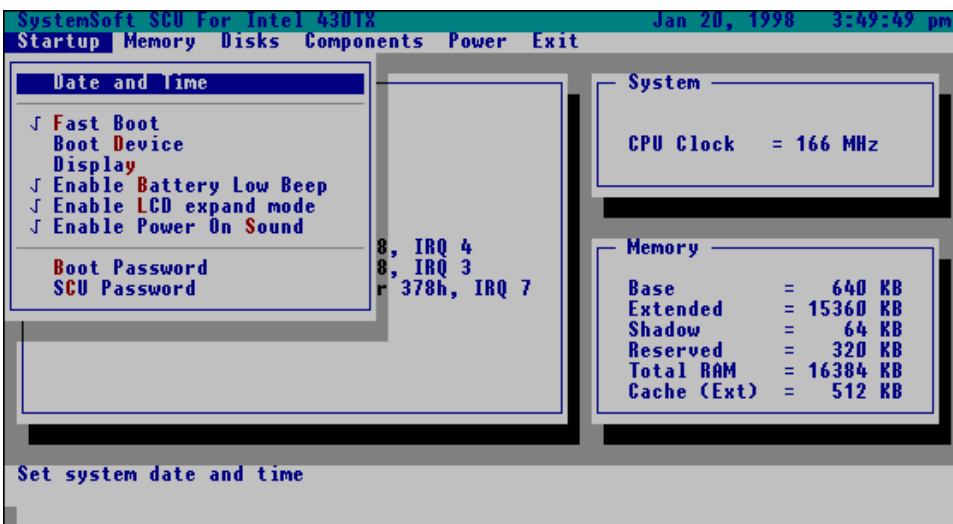 SystemSoft SCU For Intel 430TX Jan 20, 1998 3:49:49 pm
Startup Memory Disks Components Power Exit
Date and Time
√ Fast Boot
Boot Device
Display
√ Enable Battery Low Beep
√ Enable LCD expand mode
√ Enable Power On Sound
Boot Password
SCU Password
8, IRQ 4
8, IRQ 3
r 378h, IRQ 7
System
CPU Clock = 166 MHz
Memory
Base = 640 KB
Extended = 15360 KB
Shadow = 64 KB
Reserved = 320 KB
Total RAM = 16384 KB
Cache (Ext) = 512 KB
Set system date and time